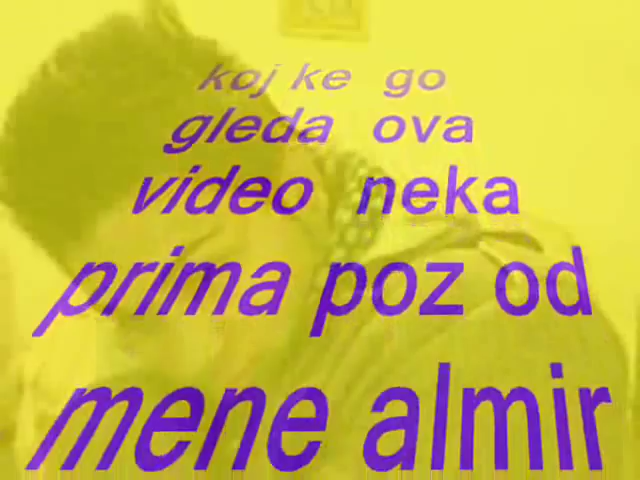 koj ke go
gleda ova
video neka
prima poz od
mene almir